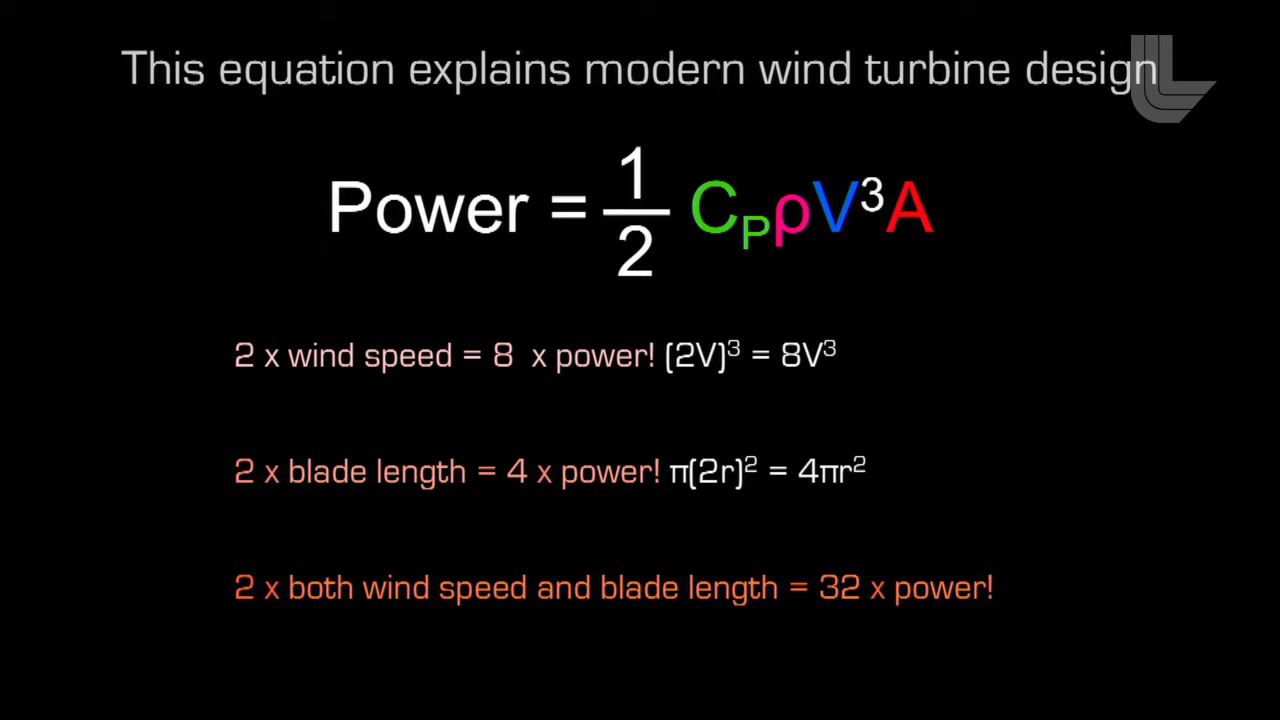 This equation explains modern wind turbine design
Power = 1/2 CₚρV³A
2 x wind speed = 8 x power! (2V)³ = 8V³
2 x blade length = 4 x power! π(2r)² = 4πr²
2 x both wind speed and blade length = 32 x power!